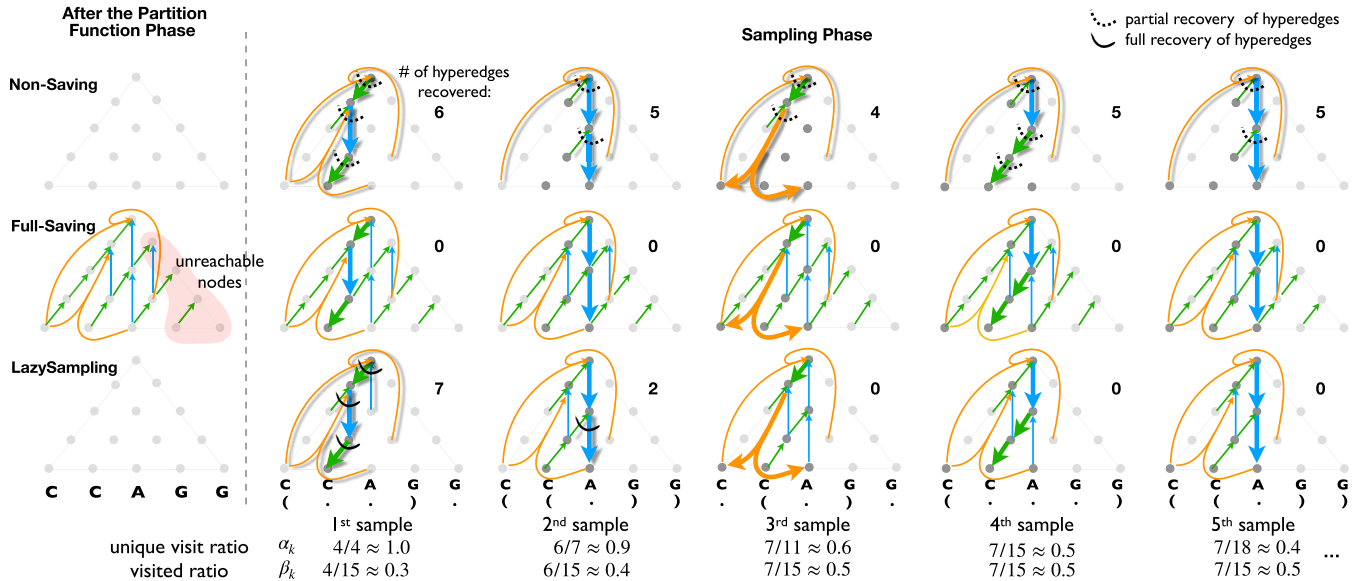 After the Partition
Function Phase
Sampling Phase
partial recovery of hyperedges
full recovery of hyperedges
Non-Saving
# of hyperedges
recovered:
6
5
4
5
5
Full-Saving
unreachable
nodes
0
0
0
0
0
LazySampling
7
2
0
0
0
C C A G G C C A G G C C A G G C C A G G C C A G G C C A G G
( . . ) . ( ( . ) ) . ( . ) . ( . . . ) ( ( . ) )
1st sample 2nd sample 3rd sample 4th sample 5th sample
unique visit ratio αk 4/4 ≈ 1.0 6/7 ≈ 0.9 7/11 ≈ 0.6 7/15 ≈ 0.5 7/18 ≈ 0.4 ...
visited ratio βk 4/15 ≈ 0.3 6/15 ≈ 0.4 7/15 ≈ 0.5 7/15 ≈ 0.5 7/15 ≈ 0.5